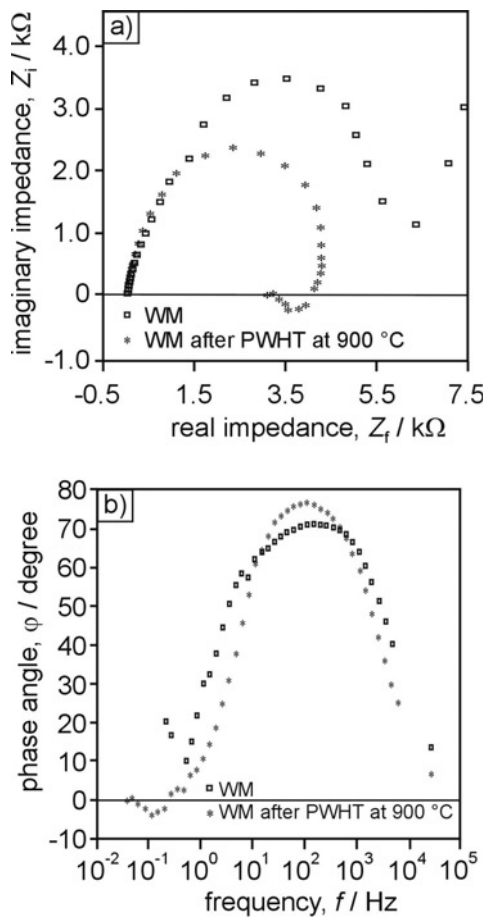 a)
imaginary impedance, Zi / kΩ
4.0
3.0
2.0
1.0
0
-1.0
WM
WM after PWHT at 900 °C
-0.5 1.5 3.5 5.5 7.5
real impedance, Zf / kΩ
b)
phase angle, φ / degree
80
70
60
50
40
30
20
10
0
-10
WM
WM after PWHT at 900 °C
10-2 10-1 100 101 102 103 104 105
frequency, f / Hz